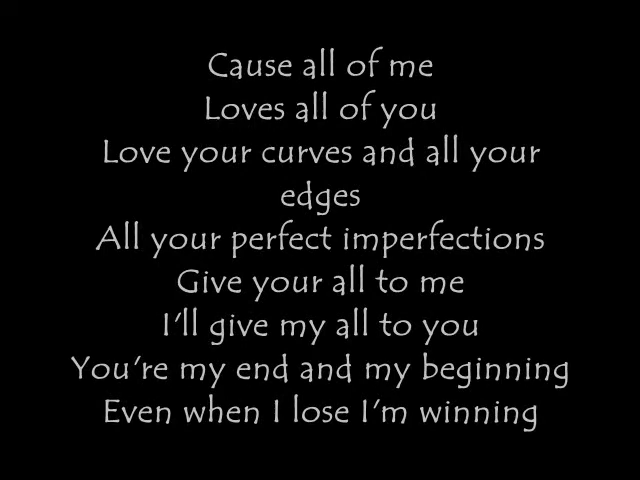 Cause all of me
Loves all of you
Love your curves and all your
edges
All your perfect imperfections
Give your all to me
I'll give my all to you
You're my end and my beginning
Even when I lose I'm winning